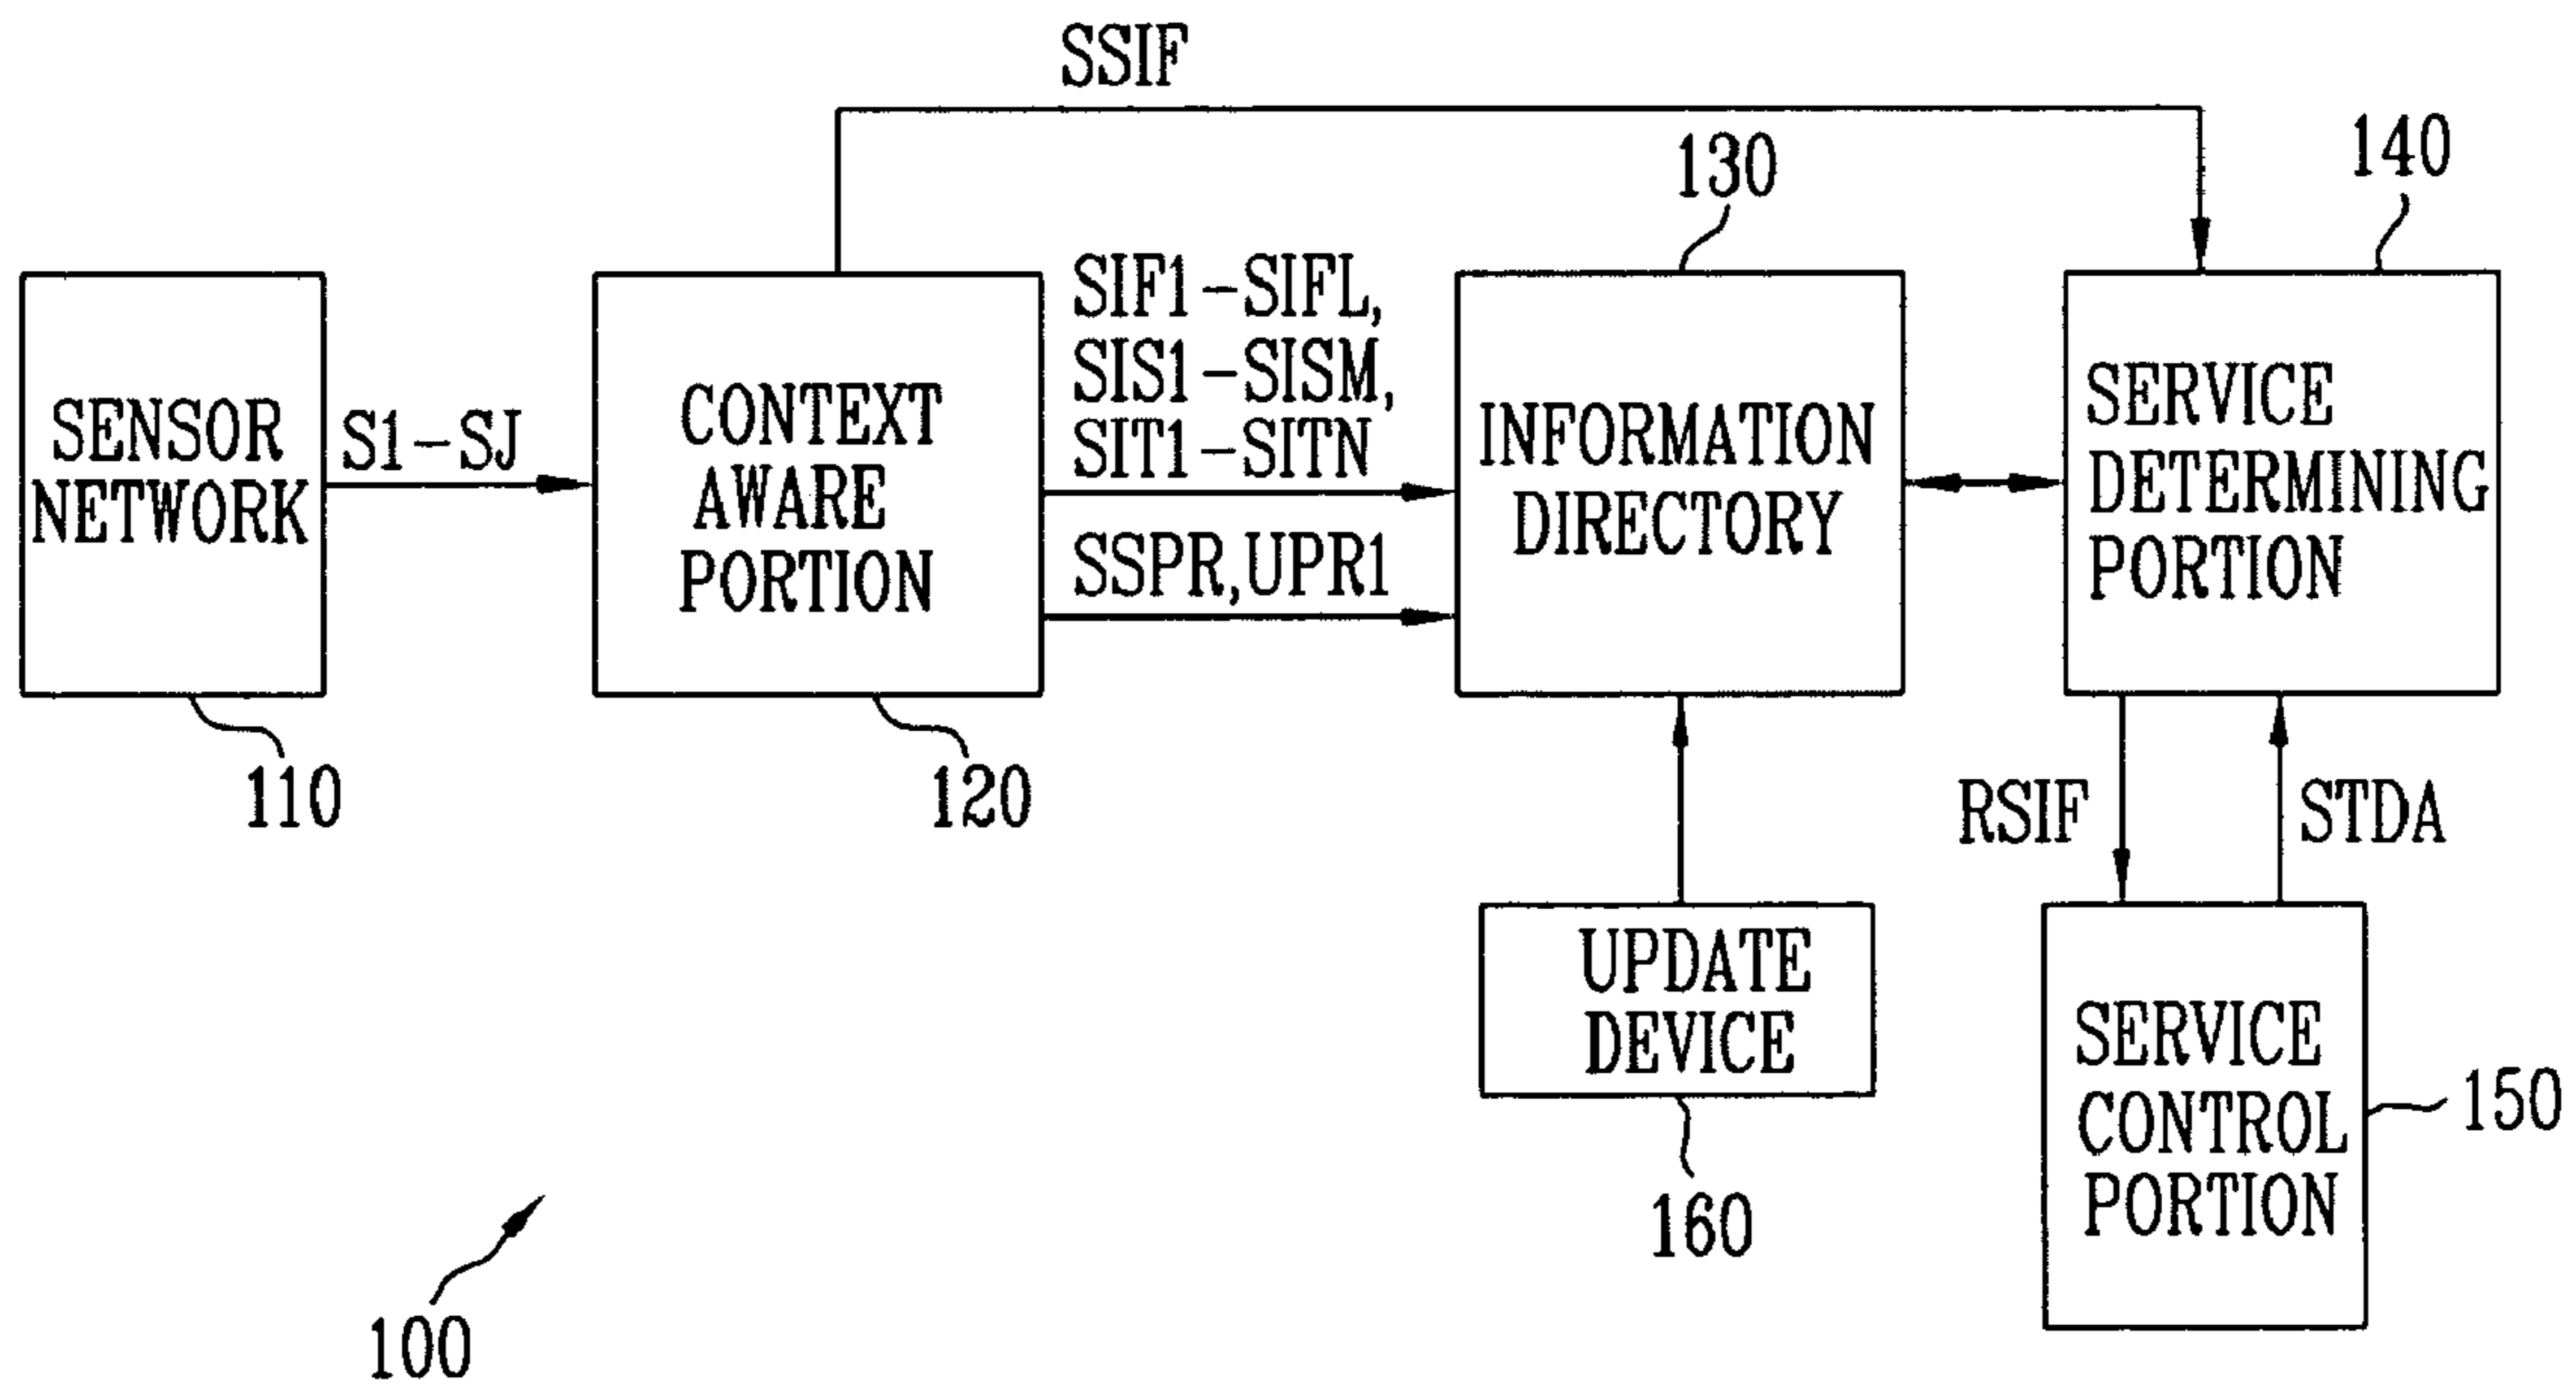 SSIF
130
140
SENSOR
NETWORK
S1-SJ
CONTEXT
AWARE
PORTION
SIF1-SIFL,
SIS1-SISM,
SIT1-SITN
SSPR,UPR1
INFORMATION
DIRECTORY
SERVICE
DETERMINING
PORTION
110
120
RSIF
STDA
UPDATE
DEVICE
160
SERVICE
CONTROL
PORTION
150
100